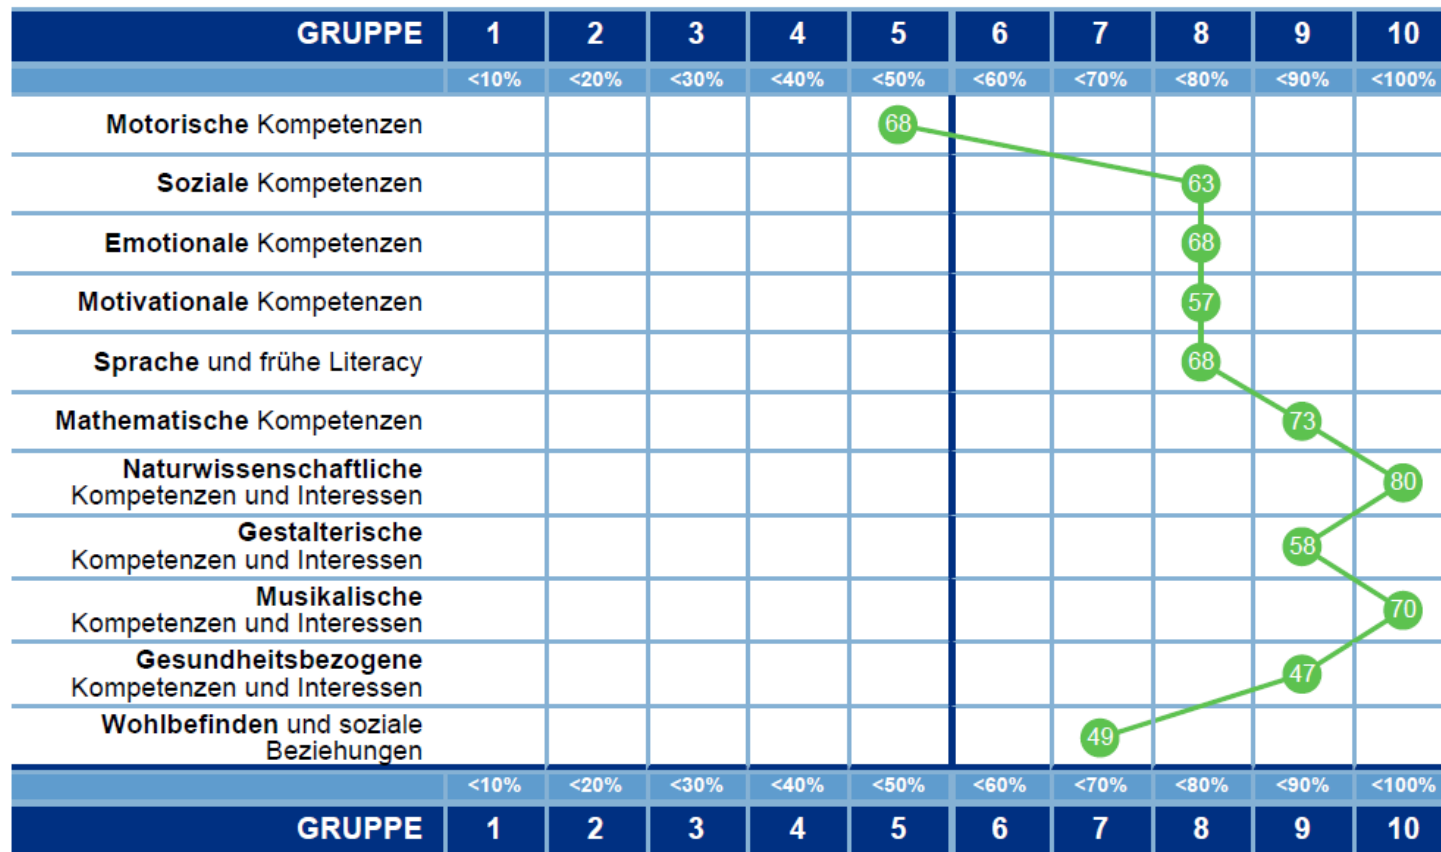 GRUPPE 1 2 3 4 5 6 7 8 9 10
<10% <20% <30% <40% <50% <60% <70% <80% <90% <100%
Motorische Kompetenzen 68
Soziale Kompetenzen 63
Emotionale Kompetenzen 68
Motivationale Kompetenzen 57
Sprache und frühe Literacy 68
Mathematische Kompetenzen 73
Naturwissenschaftliche
Kompetenzen und Interessen 80
Gestalterische
Kompetenzen und Interessen 58
Musikalische
Kompetenzen und Interessen 70
Gesundheitsbezogene
Kompetenzen und Interessen 47
Wohlbefinden und soziale
Beziehungen 49
<10% <20% <30% <40% <50% <60% <70% <80% <90% <100%
GRUPPE 1 2 3 4 5 6 7 8 9 10